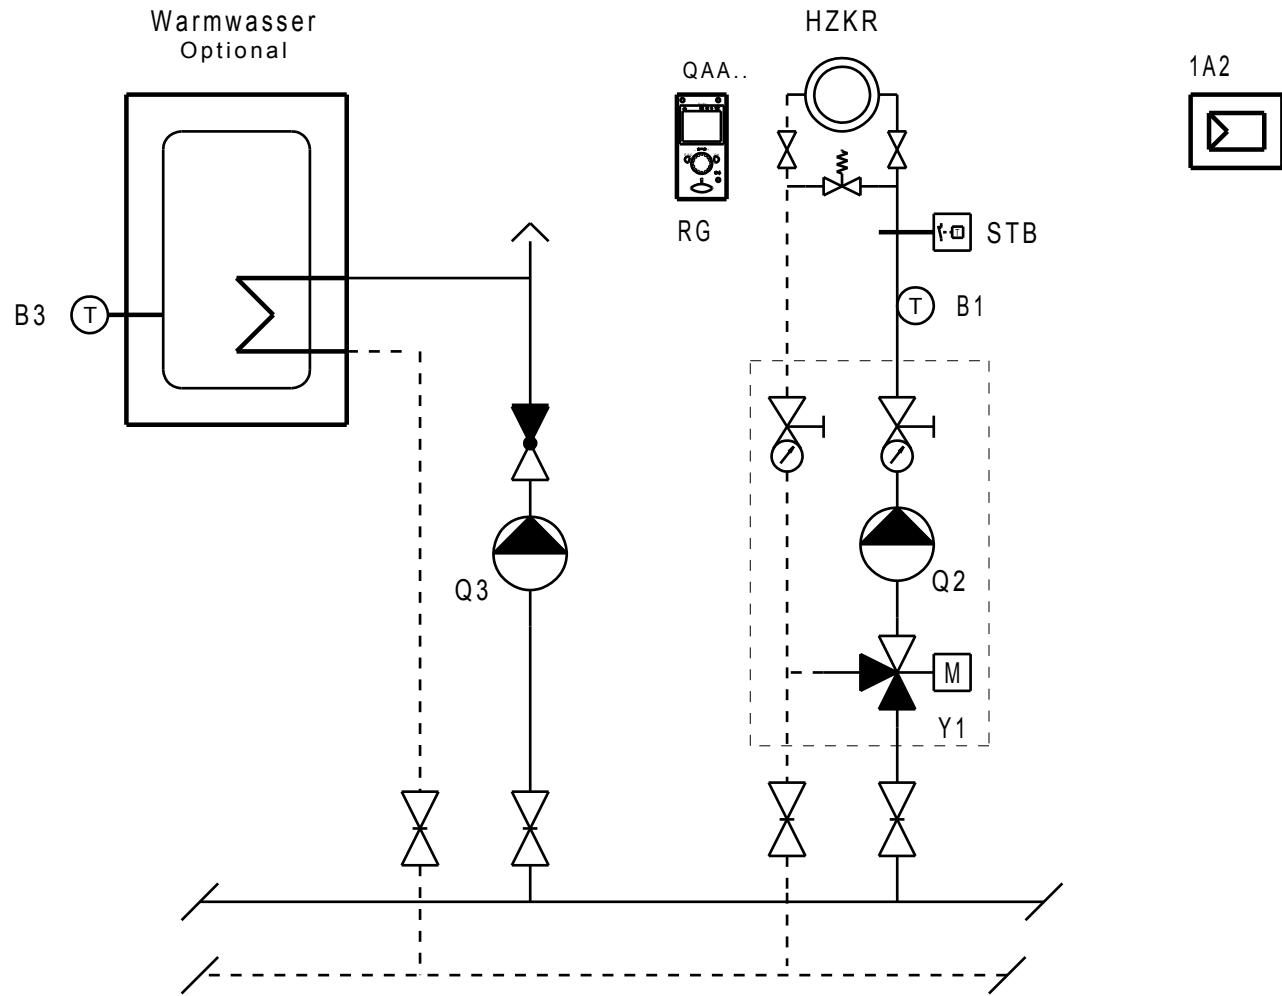 Warmwasser
Optional
HZKR
QAA..
1A2
RG
STB
T
B3
T
T
B1
Q3
Q2
M
Y1